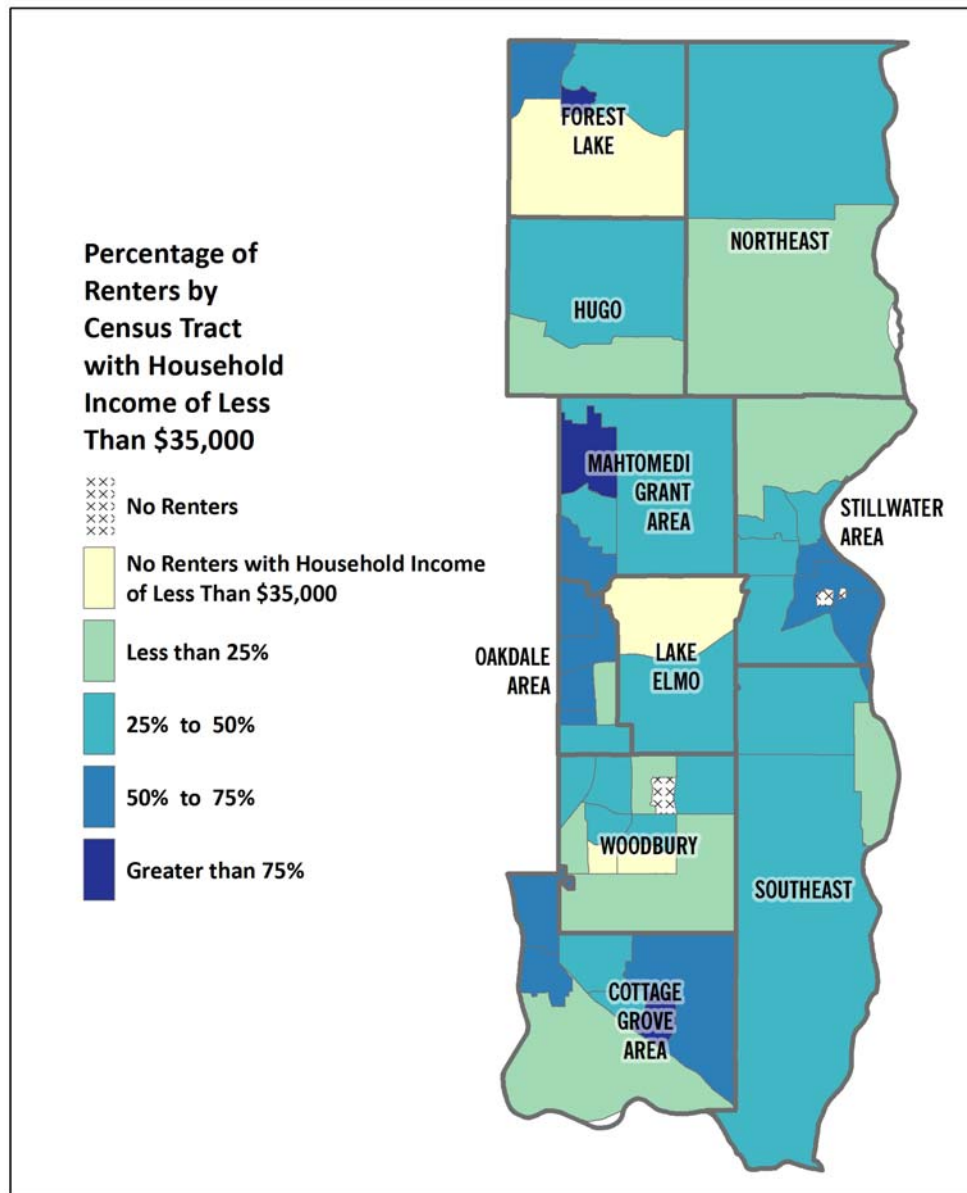 Percentage of
Renters by
Census Tract
with Household
Income of Less
Than $35,000
No Renters
No Renters with Household Income
of Less Than $35,000
Less than 25%
25% to 50%
50% to 75%
Greater than 75%
FOREST
LAKE
NORTHEAST
HUGO
MAHTOMEDI
GRANT
AREA
STILLWATER
AREA
OAKDALE
AREA
LAKE
ELMO
WOODBURY
SOUTHEAST
COTTAGE
GROVE
AREA